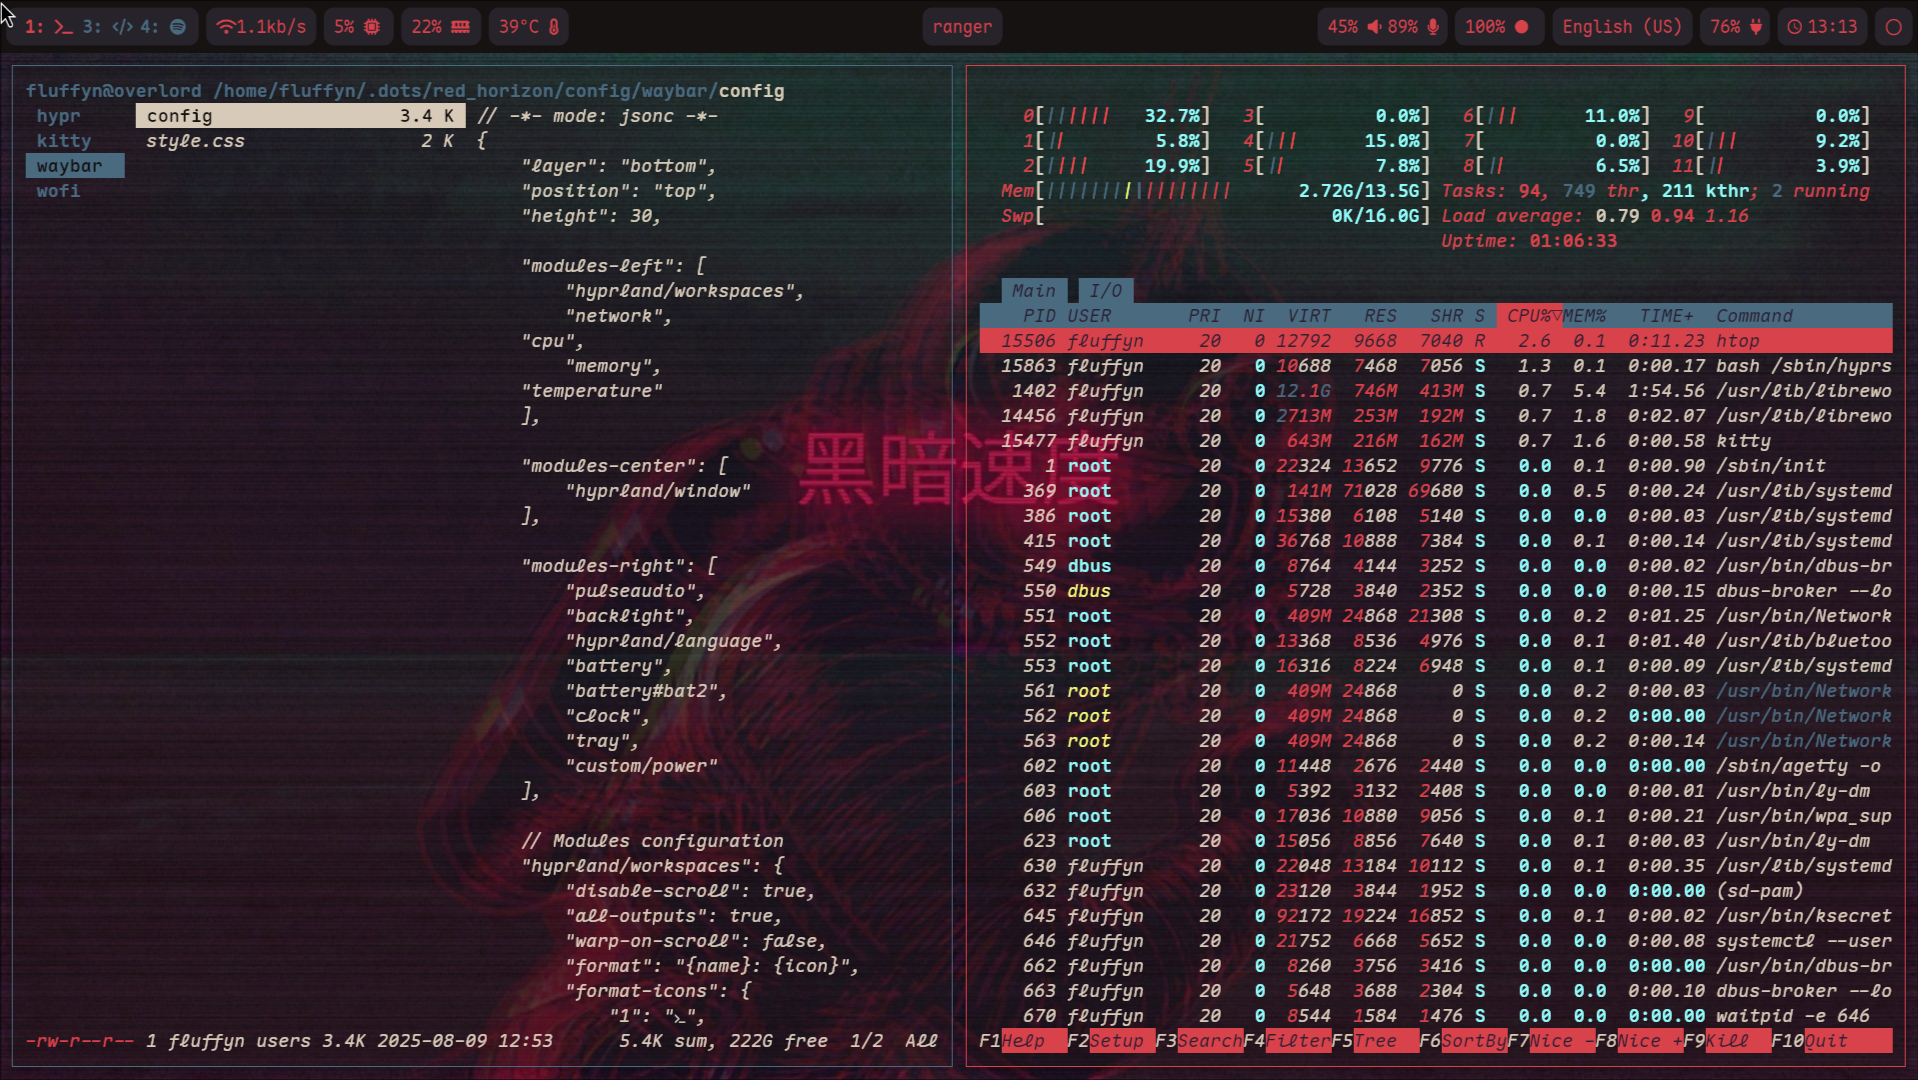 1: 3: 4: 1.1kb/s 5% 22% 39°C ranger 45% 89% 100% English (US) 76% 13:13
fluffyn@overlord /home/fluffyn/.dots/red_horizon/config/waybar/config
hypr
kitty
waybar
wofi
config 3.4 K
style.css 2 K
// -*- mode: jsonc -*-
{
"layer": "bottom",
"position": "top",
"height": 30,
"modules-left": [
"hyprland/workspaces",
"network",
"cpu",
"memory",
"temperature"
],
"modules-center": [
"hyprland/window"
],
"modules-right": [
"pulseaudio",
"backlight",
"hyprland/language",
"battery",
"battery#bat2",
"clock",
"tray",
"custom/power"
],
// Modules configuration
"hyprland/workspaces": {
"disable-scroll": true,
"all-outputs": true,
"warp-on-scroll": false,
"format": "{name}: {icon}",
"format-icons": {
"1": "",
-rw-r--r-- 1 fluffyn users 3.4K 2025-08-09 12:53 5.4K sum, 222G free 1/2 All
黑暗速度
0[|||||| 32.7%] 3[ 0.0%] 6[||| 11.0%] 9[ 0.0%]
1[|| 5.8%] 4[||| 15.0%] 7[ 0.0%] 10[||| 9.2%]
2[|||| 19.9%] 5[|| 7.8%] 8[|| 6.5%] 11[|| 3.9%]
Mem[||||||||||||||||| 2.72G/13.5G] Tasks: 94, 749 thr, 211 kthr; 2 running
Swp[ 0K/16.0G] Load average: 0.79 0.94 1.16
Uptime: 01:06:33
Main I/O
PID USER PRI NI VIRT RES SHR S CPU%▽MEM% TIME+ Command
15506 fluffyn 20 0 12792 9668 7040 R 2.6 0.1 0:11.23 htop
15863 fluffyn 20 0 10688 7468 7056 S 1.3 0.1 0:00.17 bash /sbin/hyprs
1402 fluffyn 20 0 12.1G 746M 413M S 0.7 5.4 1:54.56 /usr/lib/librewo
14456 fluffyn 20 0 2713M 253M 192M S 0.7 1.8 0:02.07 /usr/lib/librewo
15477 fluffyn 20 0 643M 216M 162M S 0.7 1.6 0:00.58 kitty
1 root 20 0 22324 13652 9776 S 0.0 0.1 0:00.90 /sbin/init
369 root 20 0 141M 71028 69680 S 0.0 0.5 0:00.24 /usr/lib/systemd
386 root 20 0 15380 6108 5140 S 0.0 0.0 0:00.03 /usr/lib/systemd
415 root 20 0 36768 10888 7384 S 0.0 0.1 0:00.14 /usr/lib/systemd
549 dbus 20 0 8764 4144 3252 S 0.0 0.0 0:00.02 /usr/bin/dbus-br
550 dbus 20 0 5728 3840 2352 S 0.0 0.0 0:00.15 dbus-broker --lo
551 root 20 0 409M 24868 21308 S 0.0 0.2 0:01.25 /usr/bin/Network
552 root 20 0 13368 8536 4976 S 0.0 0.1 0:01.40 /usr/lib/bluetoo
553 root 20 0 16316 8224 6948 S 0.0 0.1 0:00.09 /usr/lib/systemd
561 root 20 0 409M 24868 0 S 0.0 0.2 0:00.03 /usr/bin/Network
562 root 20 0 409M 24868 0 S 0.0 0.2 0:00.00 /usr/bin/Network
563 root 20 0 409M 24868 0 S 0.0 0.2 0:00.14 /usr/bin/Network
602 root 20 0 11448 2676 2440 S 0.0 0.0 0:00.00 /sbin/agetty -o
603 root 20 0 5392 3132 2408 S 0.0 0.0 0:00.01 /usr/bin/ly-dm
606 root 20 0 17036 10880 9056 S 0.0 0.1 0:00.21 /usr/bin/wpa_sup
623 root 20 0 15056 8856 7640 S 0.0 0.1 0:00.03 /usr/bin/ly-dm
630 fluffyn 20 0 22048 13184 10112 S 0.0 0.1 0:00.35 /usr/lib/systemd
632 fluffyn 20 0 23120 3844 1952 S 0.0 0.0 0:00.00 (sd-pam)
645 fluffyn 20 0 92172 19224 16852 S 0.0 0.1 0:00.02 /usr/bin/ksecret
646 fluffyn 20 0 21752 6668 5652 S 0.0 0.0 0:00.08 systemctl --user
662 fluffyn 20 0 8260 3756 3416 S 0.0 0.0 0:00.00 /usr/bin/dbus-br
663 fluffyn 20 0 5648 3688 2304 S 0.0 0.0 0:00.10 dbus-broker --lo
670 fluffyn 20 0 8544 1584 1476 S 0.0 0.0 0:00.00 waitpid -e 646
F1Help F2Setup F3SearchF4FilterF5Tree F6SortByF7Nice -F8Nice +F9Kill F10Quit